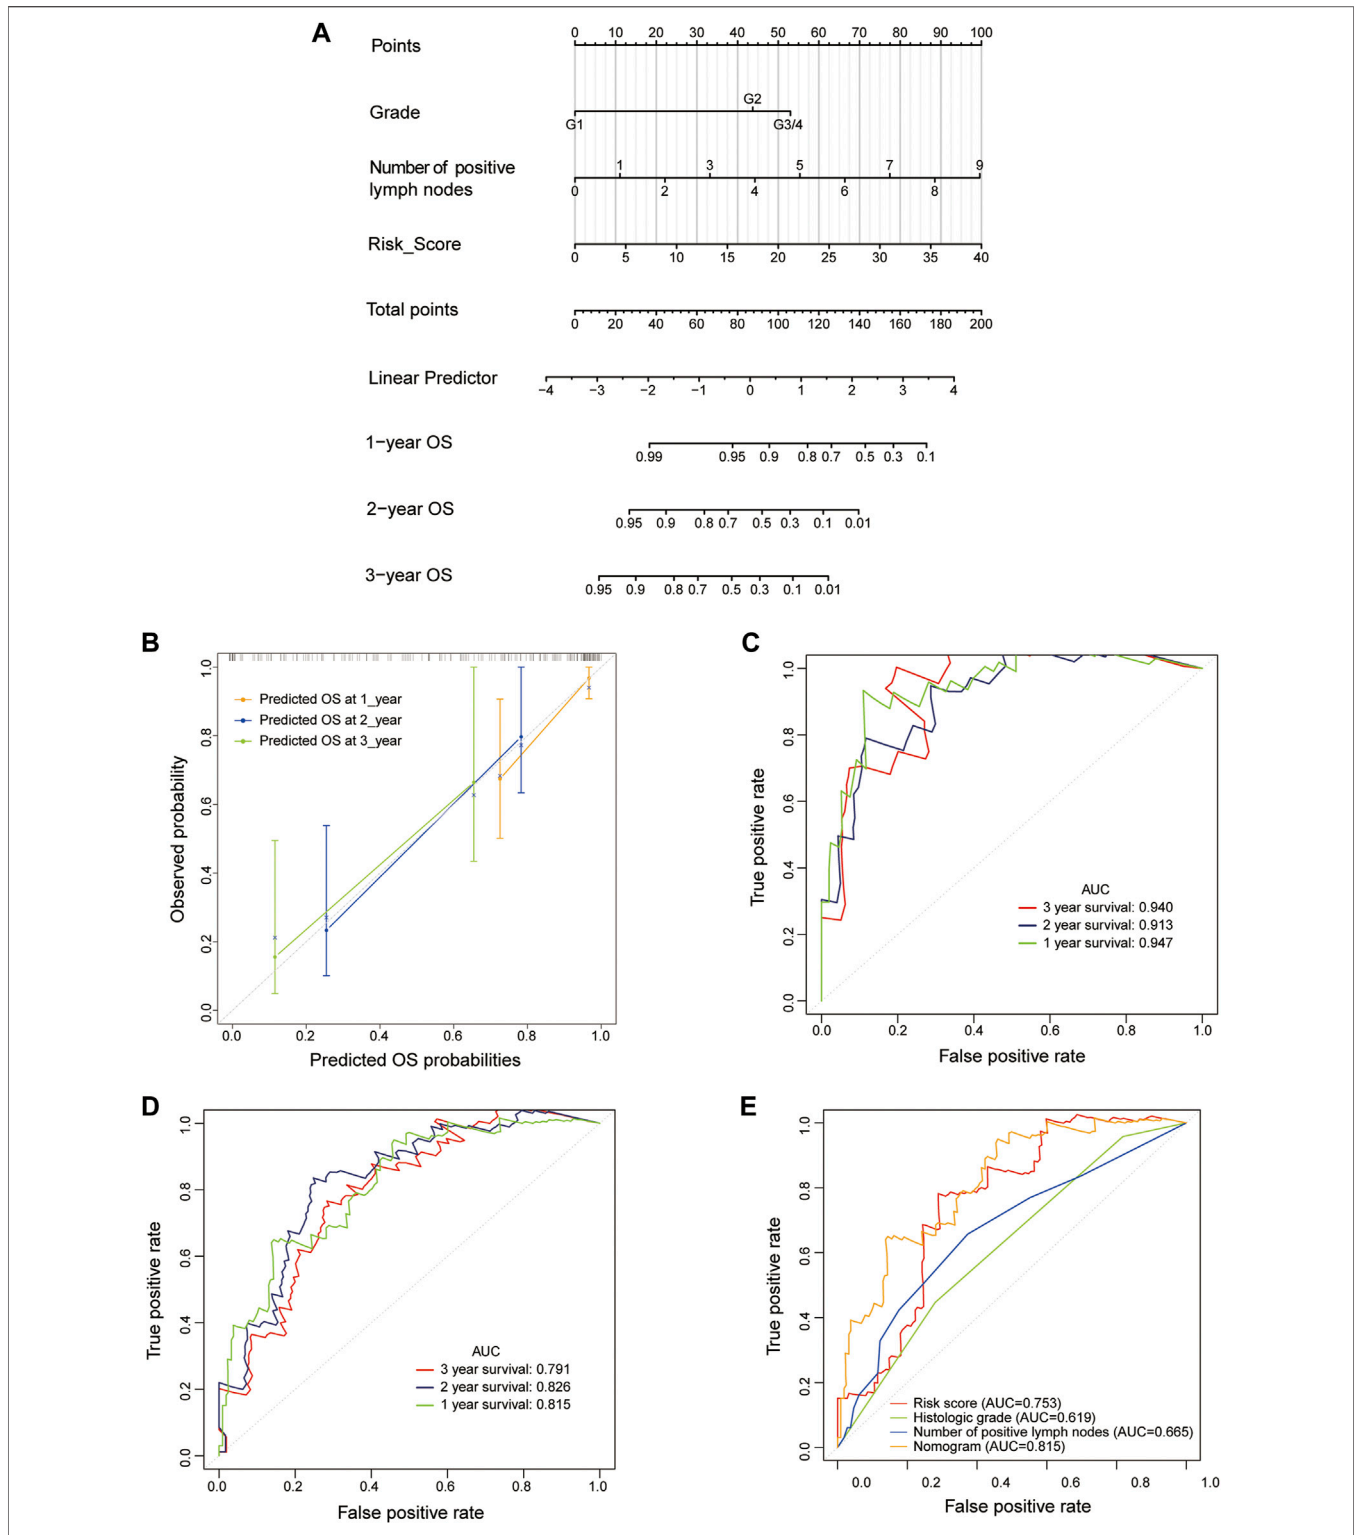 A
Points
0 10 20 30 40 50 60 70 80 90 100
Grade
G2
G1 G3/4
Number of positive
lymph nodes
1 3 5 7 9
0 2 4 6 8
Risk_Score
0 5 10 15 20 25 30 35 40
Total points
0 20 40 60 80 100 120 140 160 180 200
Linear Predictor
−4 −3 −2 −1 0 1 2 3 4
1−year OS
0.99 0.95 0.9 0.8 0.7 0.5 0.3 0.1
2−year OS
0.95 0.9 0.8 0.7 0.5 0.3 0.1 0.01
3−year OS
0.95 0.9 0.8 0.7 0.5 0.3 0.1 0.01
B
Observed probability
1.0
0.8
0.6
0.4
0.2
0.0
Predicted OS at 1_year
Predicted OS at 2_year
Predicted OS at 3_year
0.0 0.2 0.4 0.6 0.8 1.0
Predicted OS probabilities
C
True positive rate
1.0
0.8
0.6
0.4
0.2
0.0
AUC
3 year survival: 0.940
2 year survival: 0.913
1 year survival: 0.947
0.0 0.2 0.4 0.6 0.8 1.0
False positive rate
D
True positive rate
1.0
0.8
0.6
0.4
0.2
0.0
AUC
3 year survival: 0.791
2 year survival: 0.826
1 year survival: 0.815
0.0 0.2 0.4 0.6 0.8 1.0
False positive rate
E
True positive rate
1.0
0.8
0.6
0.4
0.2
0.0
Risk score (AUC=0.753)
Histologic grade (AUC=0.619)
Number of positive lymph nodes (AUC=0.665)
Nomogram (AUC=0.815)
0.0 0.2 0.4 0.6 0.8 1.0
False positive rate